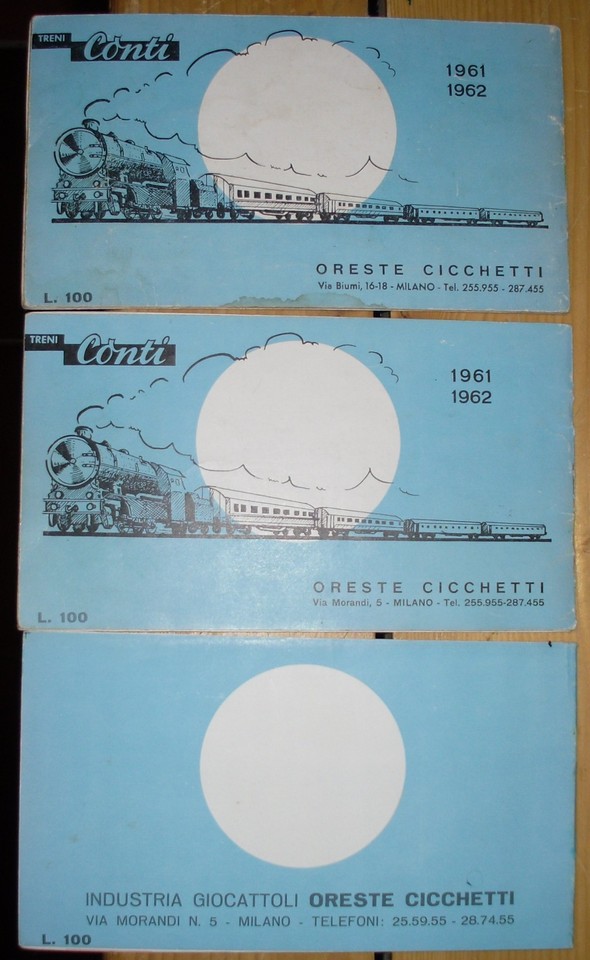 TRENI
Conti
1961
1962
ORESTE CICCHETTI
Via Biumi, 16-18 - MILANO - Tel. 255.955 - 287.455
L. 100
TRENI
Conti
1961
1962
ORESTE CICCHETTI
Via Morandi, 5 - MILANO - Tel. 255.955-287.455
L. 100
INDUSTRIA GIOCATTOLI ORESTE CICCHETTI
VIA MORANDI N. 5 - MILANO - TELEFONI: 25.59.55 - 28.74.55
L. 100